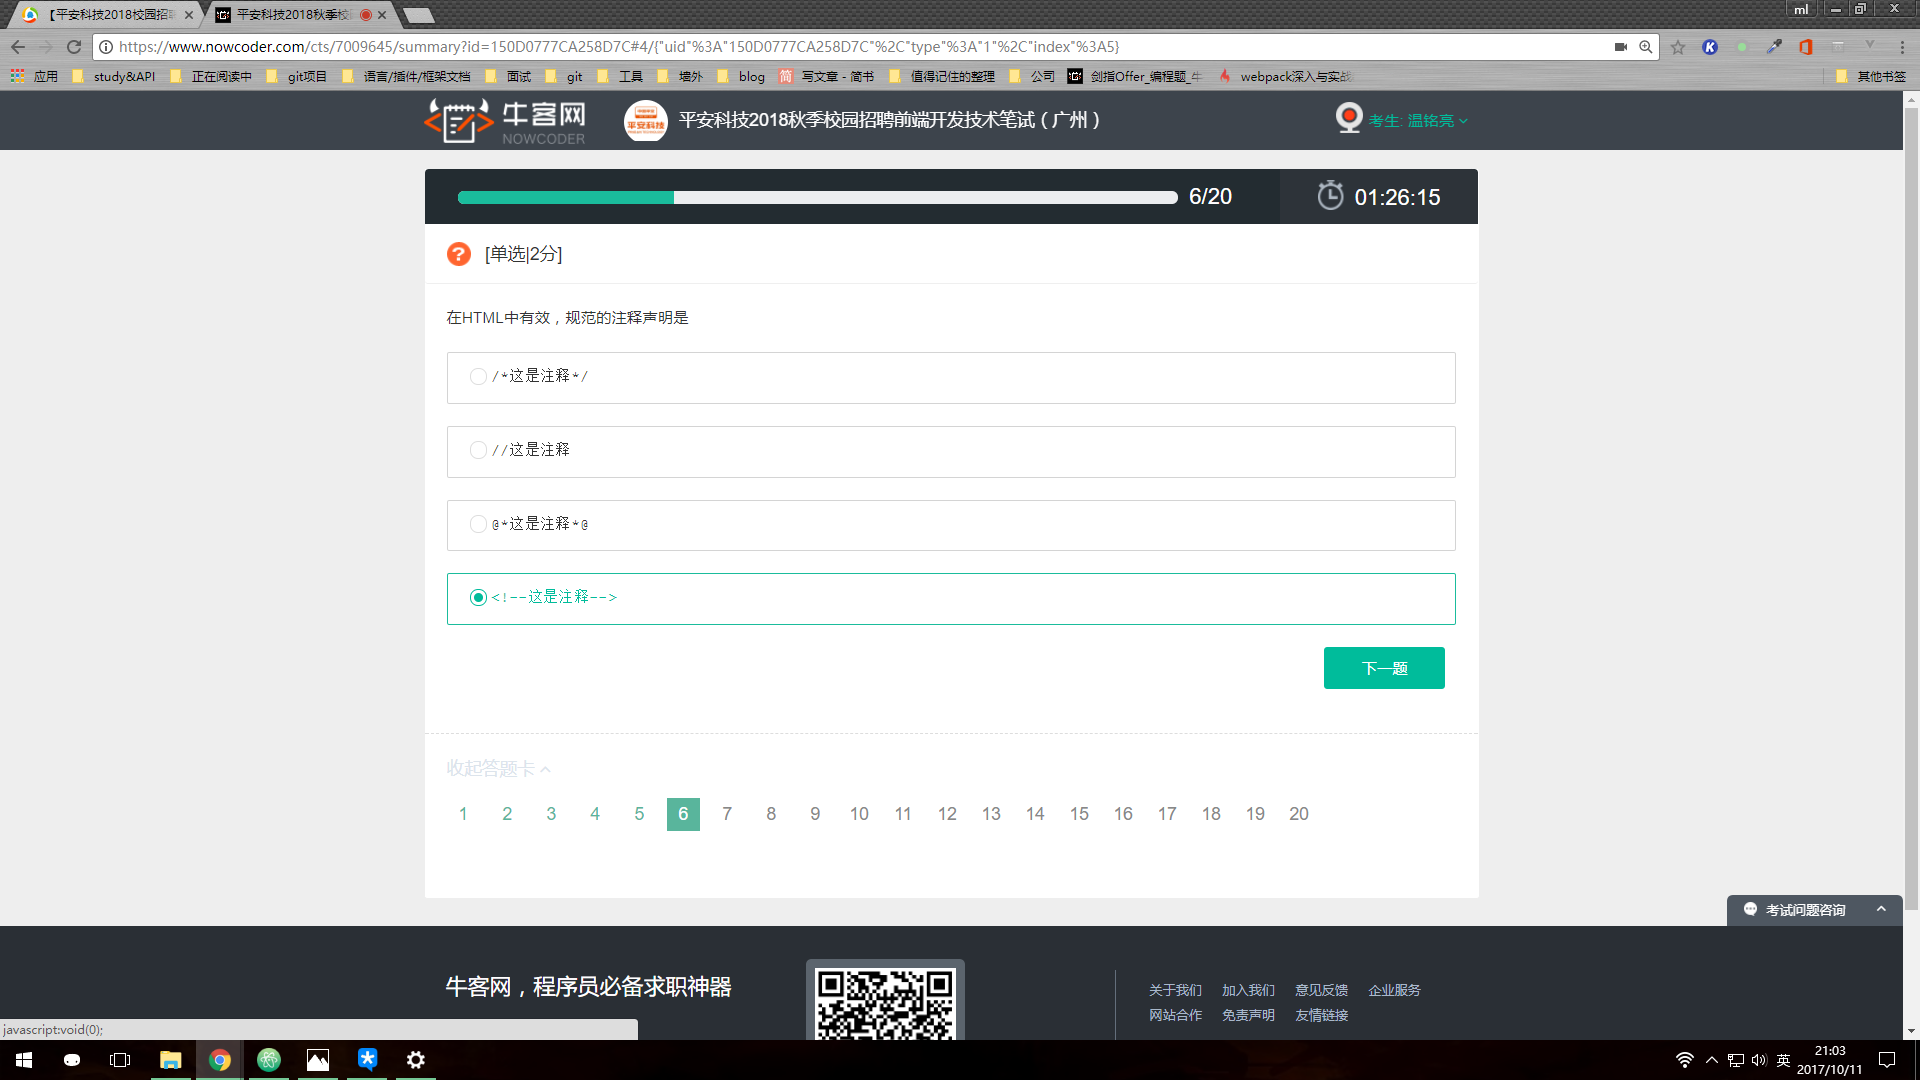 【平安科技2018校园招聘
平安科技2018秋季校园
ml
https://www.nowcoder.com/cts/7009645/summary?id=150D0777CA258D7C#4/{"uid"%3A"150D0777CA258D7C"%2C"type"%3A"1"%2C"index"%3A5}
应用 study&API 正在阅读中 git项目 语言/插件/框架文档 面试 git 工具 墙外 blog 简 写文章 - 简书 值得记住的整理 公司 剑指Offer_编程题_牛 webpack深入与实战 其他书签
牛客网
NOWCODER
平安科技
平安科技2018秋季校园招聘前端开发技术笔试（广州）
考生: 温铭亮
6/20
01:26:15
[单选|2分]
在HTML中有效，规范的注释声明是
/*这是注释*/
//这是注释
@*这是注释*@
<!--这是注释-->
下一题
收起答题卡
1 2 3 4 5 6 7 8 9 10 11 12 13 14 15 16 17 18 19 20
考试问题咨询
牛客网，程序员必备求职神器
关于我们 加入我们 意见反馈 企业服务
网站合作 免责声明 友情链接
javascript:void(0);
英
21:03
2017/10/11